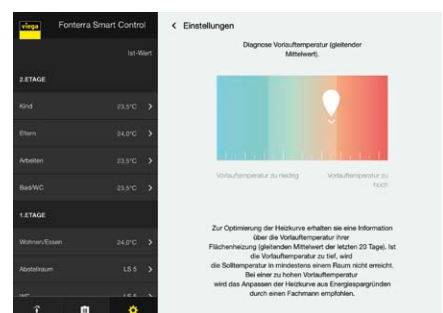 viega
Fonterra Smart Control
Ist-Wert
2.ETAGE
Kind 23,5°C
Eltern 24,0°C
Arbeiten 23,5°C
Bad/WC 23,5°C
1.ETAGE
Wohnen/Essen 24,0°C
Abstellraum LS 5
Einstellungen
Diagnose Vorlauftemperatur (gleitender
Mittelwert).
Vorlauftemperatur zu niedrig
Vorlauftemperatur zu
hoch
Zur Optimierung der Heizkurve erhalten sie eine Information
über die Vorlauftemperatur ihrer
Flächenheizung (gleitenden Mittelwert der letzten 20 Tage). Ist
die Vorlauftemperatur zu tief, wird
die Solltemperatur in mindestens einem Raum nicht erreicht.
Bei einer zu hohen Vorlauftemperatur
wird das Anpassen der Heizkurve aus Energiespargründen
durch einen Fachmann empfohlen.